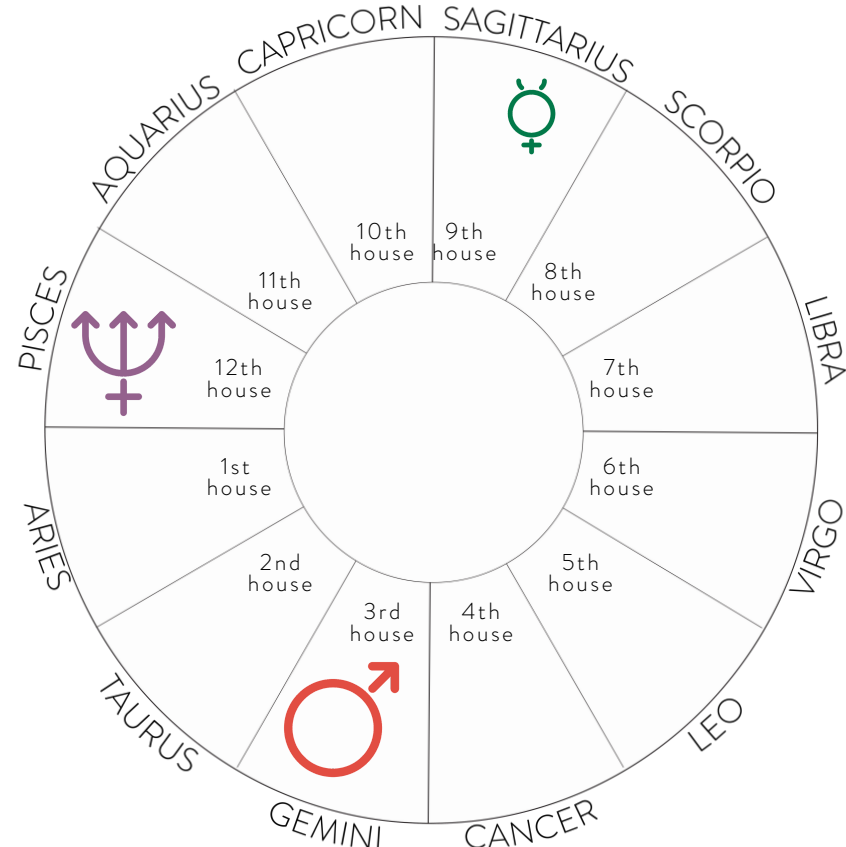 CAPRICORN
SAGITTARIUS
AQUARIUS
SCORPIO
PISCES
LIBRA
10th
house
9th
house
11th
house
8th
house
12th
house
7th
house
1st
house
6th
house
2nd
house
5th
house
3rd
house
4th
house
ARIES
VIRGO
TAURUS
LEO
GEMINI
CANCER